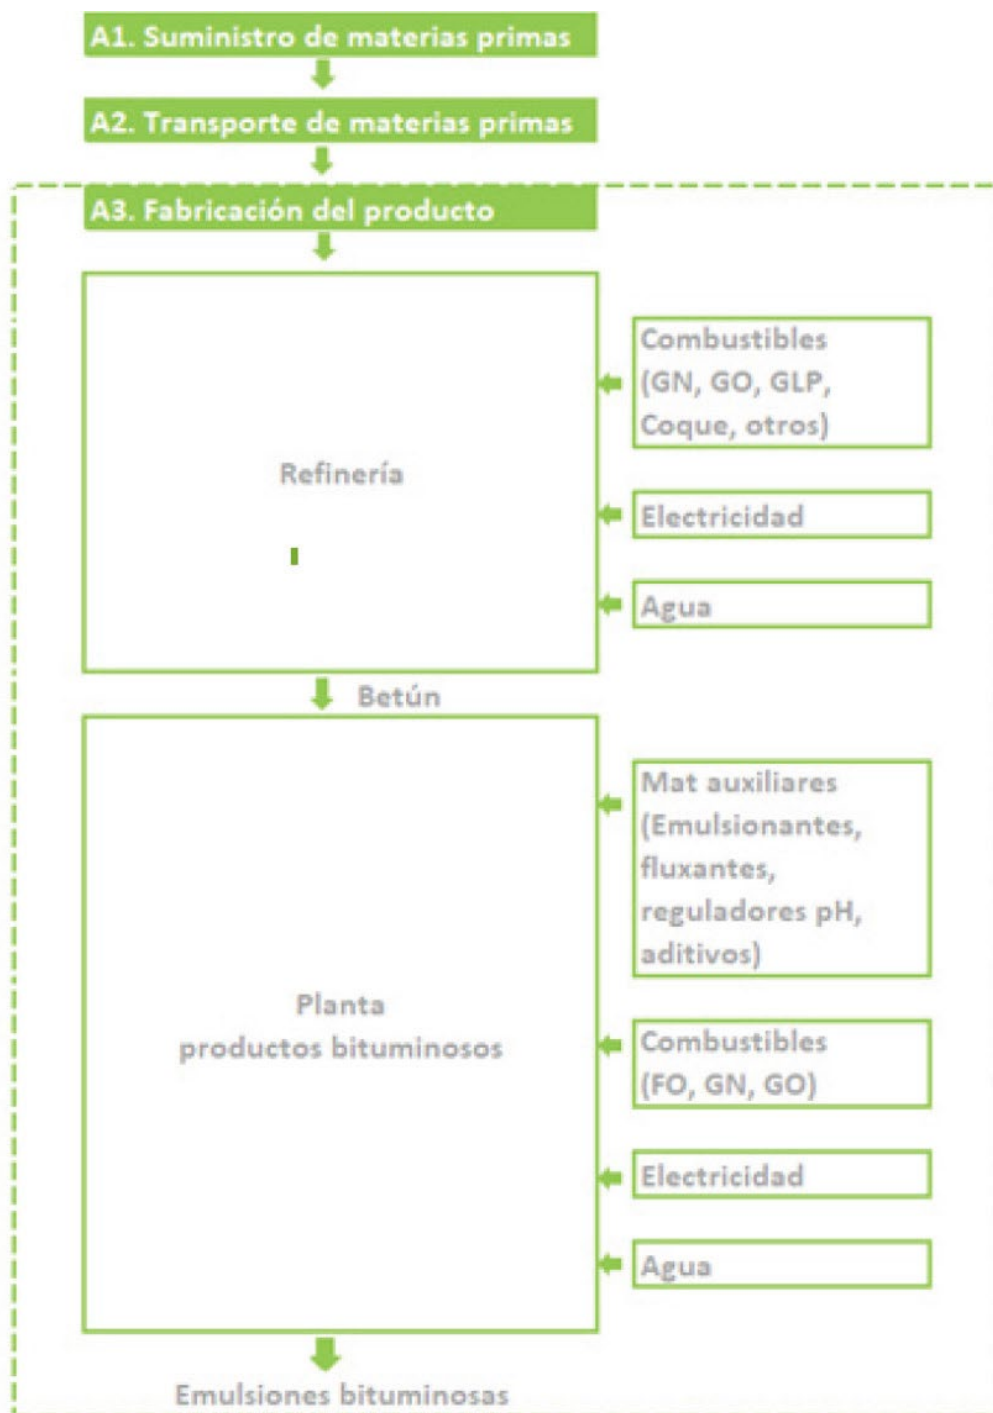 A1. Suministro de materias primas
A2. Transporte de materias primas
A3. Fabricación del producto
Refinería
Combustibles
(GN, GO, GLP,
Coque, otros)
Electricidad
Agua
Betún
Planta
productos bituminosos
Mat auxiliares
(Emulsionantes,
fluxantes,
reguladores pH,
aditivos)
Combustibles
(FO, GN, GO)
Electricidad
Agua
Emulsiones bituminosas